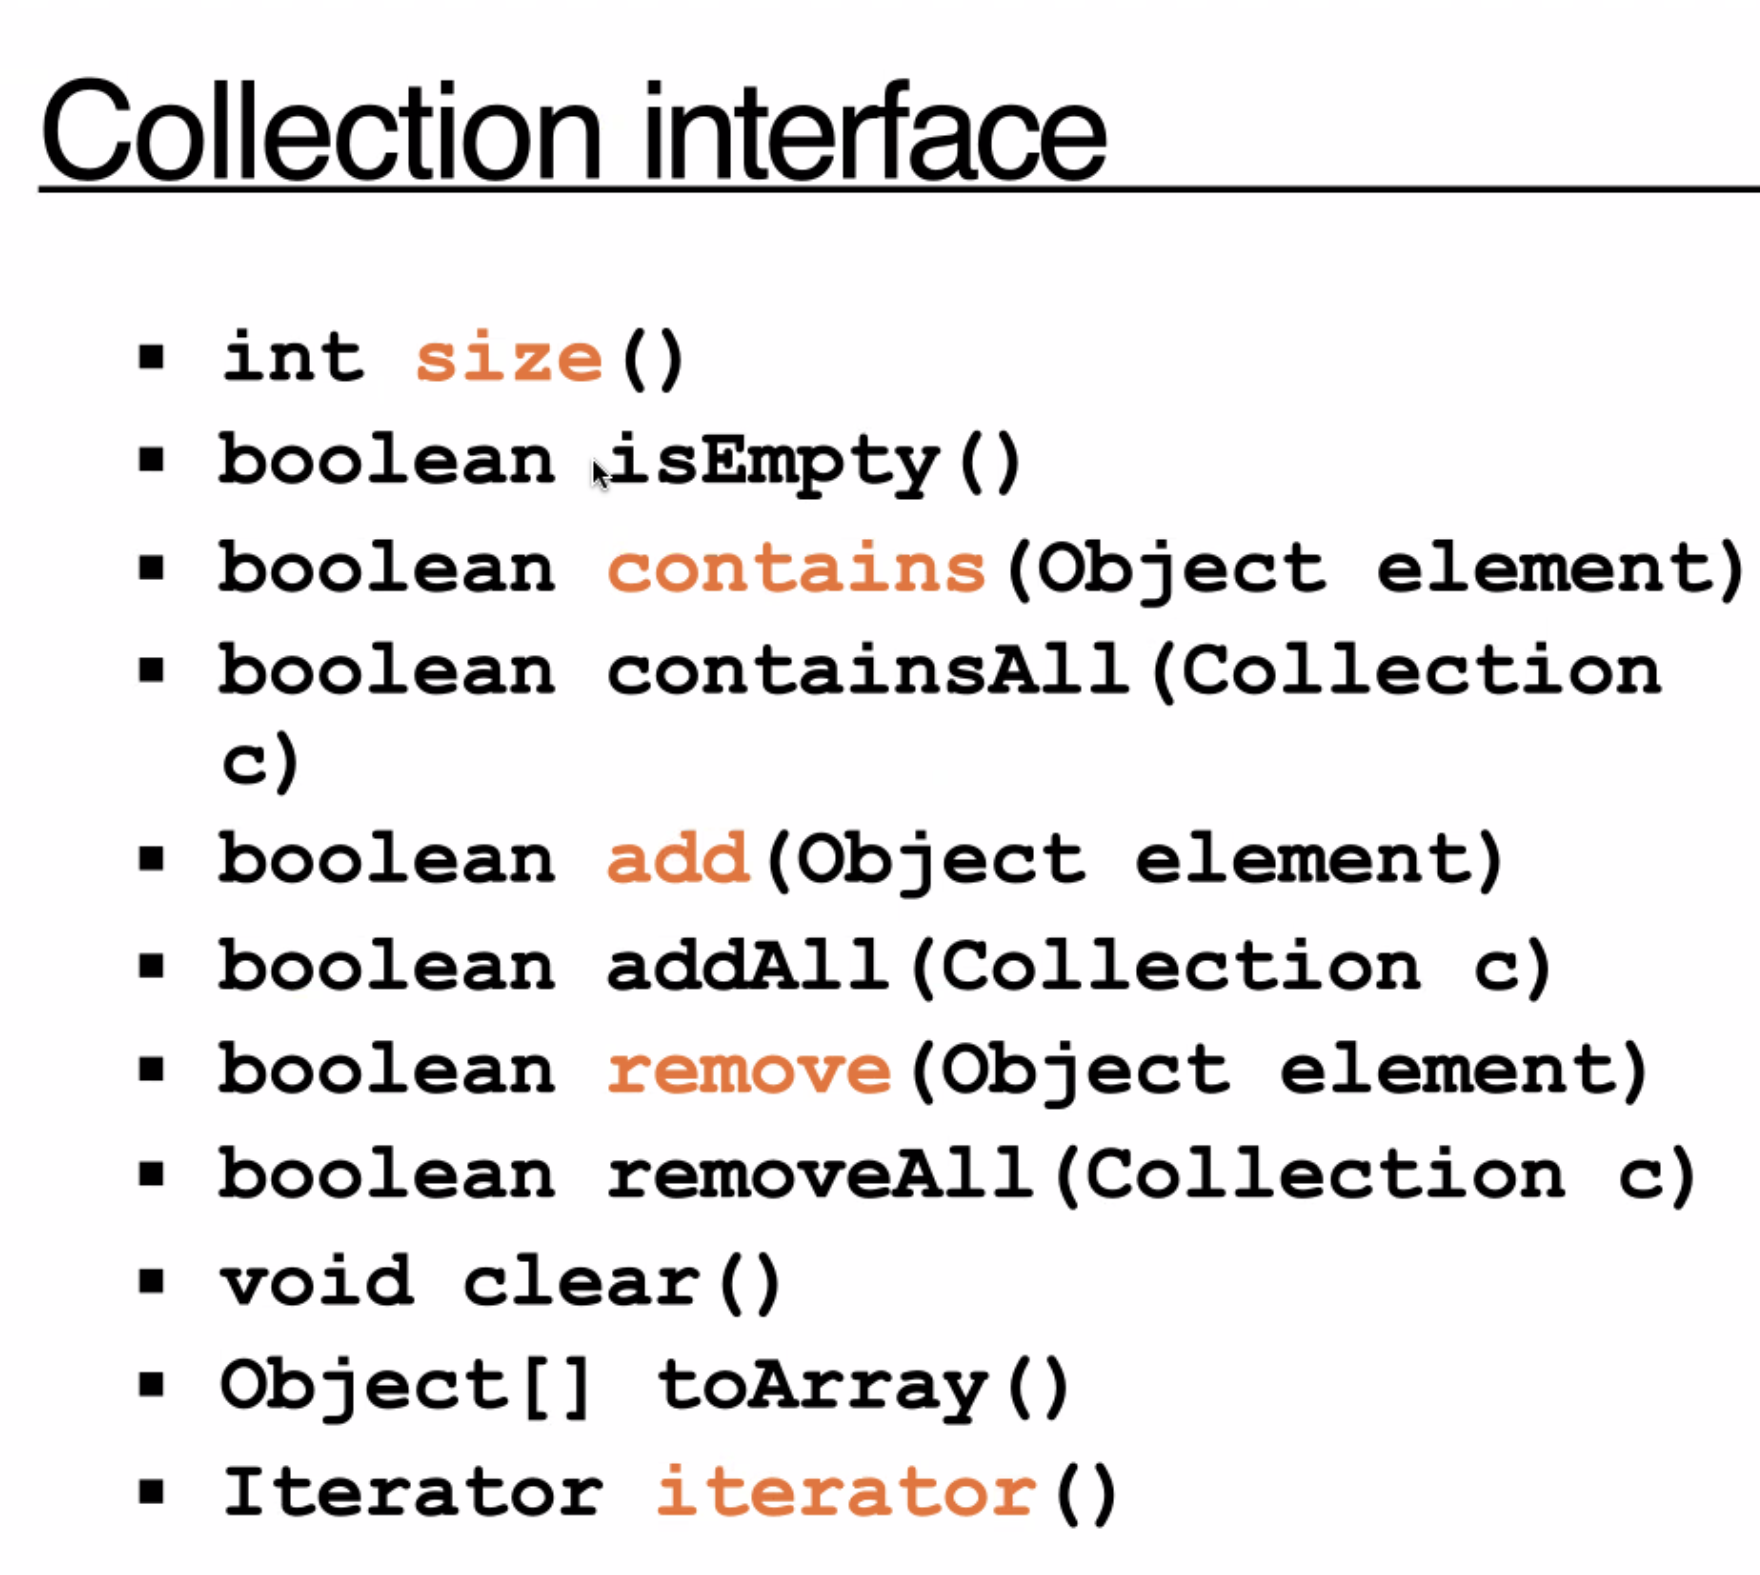 Collection interface
▪ int size()
▪ boolean isEmpty()
▪ boolean contains(Object element)
▪ boolean containsAll(Collection
c)
▪ boolean add(Object element)
▪ boolean addAll(Collection c)
▪ boolean remove(Object element)
▪ boolean removeAll(Collection c)
▪ void clear()
▪ Object[] toArray()
▪ Iterator iterator()